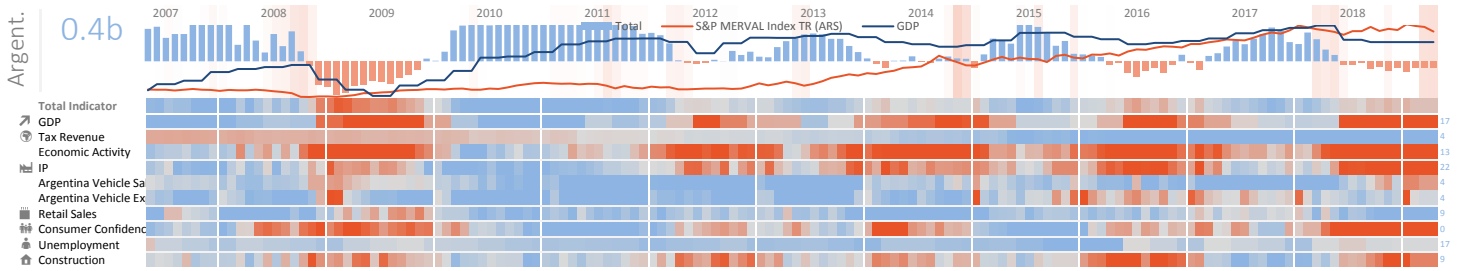 2007 2008 2009 2010 2011 2012 2013 2014 2015 2016 2017 2018
Argent.
0.4b
Total S&P MERVAL Index TR (ARS) GDP
Total Indicator
GDP 17
Tax Revenue 4
Economic Activity 13
IP 22
Argentina Vehicle Sa 4
Argentina Vehicle Ex 4
Retail Sales 9
Consumer Confidenc 0
Unemployment 17
Construction 9